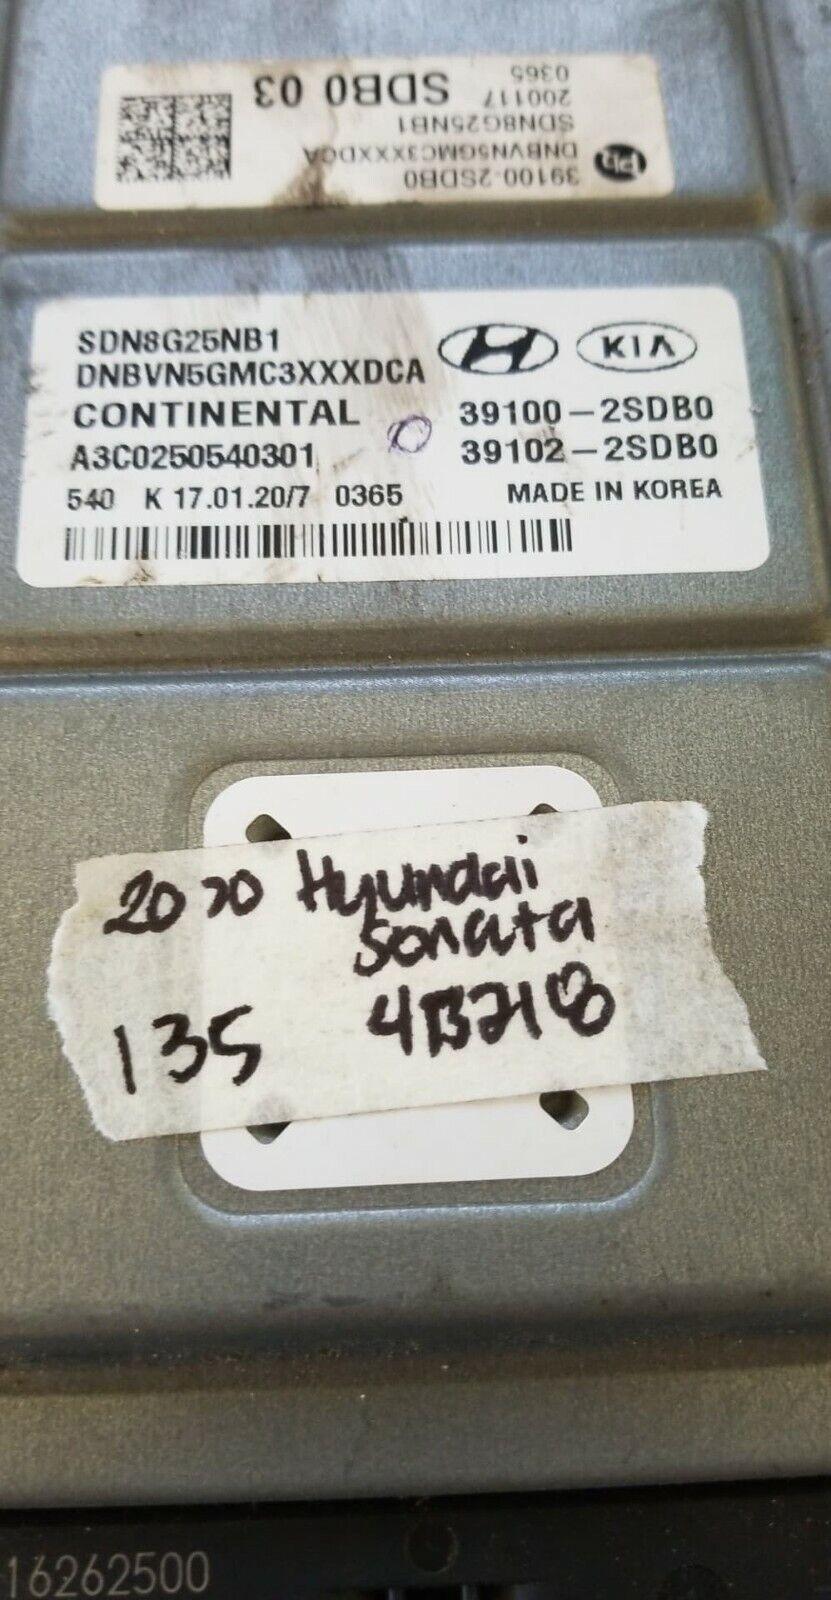 39100-2SDB0
DNBVN5GMC3XXXDCA
SDN8G25NB1
200117
0365
SDB0 03
SDN8G25NB1
DNBVN5GMC3XXXDCA
CONTINENTAL
A3C0250540301
540 K 17.01.20/7 0365
KIA
39100-2SDB0
39102-2SDB0
MADE IN KOREA
2020 Hyundai
Sonata
135 4B218
16262500